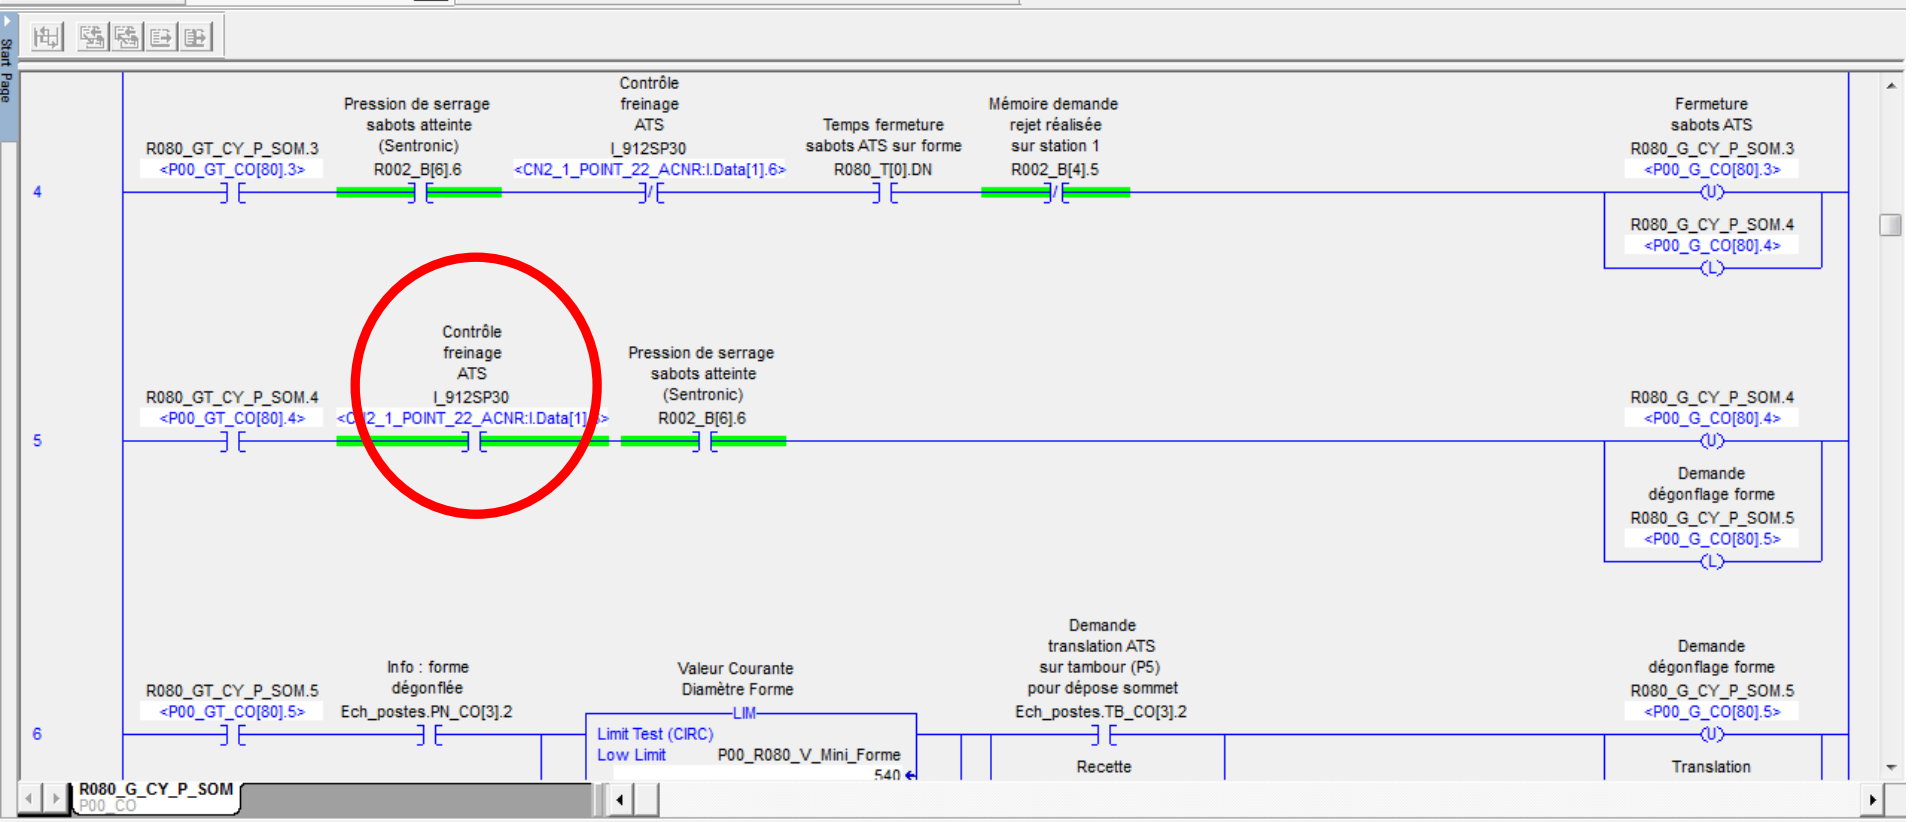 Start Page
Contrôle
Pression de serrage
freinage
Mémoire demande
Fermeture
sabots atteinte
ATS
Temps fermeture
rejet réalisée
sabots ATS
R080_GT_CY_P_SOM.3
(Sentronic)
I_912SP30
sabots ATS sur forme
sur station 1
R080_G_CY_P_SOM.3
<P00_GT_CO[80].3>
R002_B[6].6
<CN2_1_POINT_22_ACNR:I.Data[1].6>
R080_T[0].DN
R002_B[4].5
<P00_G_CO[80].3>
4
U
R080_G_CY_P_SOM.4
<P00_G_CO[80].4>
L
Contrôle
freinage
Pression de serrage
ATS
sabots atteinte
R080_GT_CY_P_SOM.4
I_912SP30
(Sentronic)
R080_G_CY_P_SOM.4
<P00_GT_CO[80].4>
2_1_POINT_22_ACNR:I.Data[1]
R002_B[6].6
<P00_G_CO[80].4>
5
U
Demande
dégonflage forme
R080_G_CY_P_SOM.5
<P00_G_CO[80].5>
L
Demande
translation ATS
Demande
Info : forme
Valeur Courante
sur tambour (P5)
dégonflage forme
R080_GT_CY_P_SOM.5
dégonflée
Diamètre Forme
pour dépose sommet
R080_G_CY_P_SOM.5
<P00_GT_CO[80].5>
Ech_postes.PN_CO[3].2
LIM
Ech_postes.TB_CO[3].2
<P00_G_CO[80].5>
6
Limit Test (CIRC)
U
Low Limit P00_R080_V_Mini_Forme
540
Recette
Translation
R080_G_CY_P_SOM
P00_CO